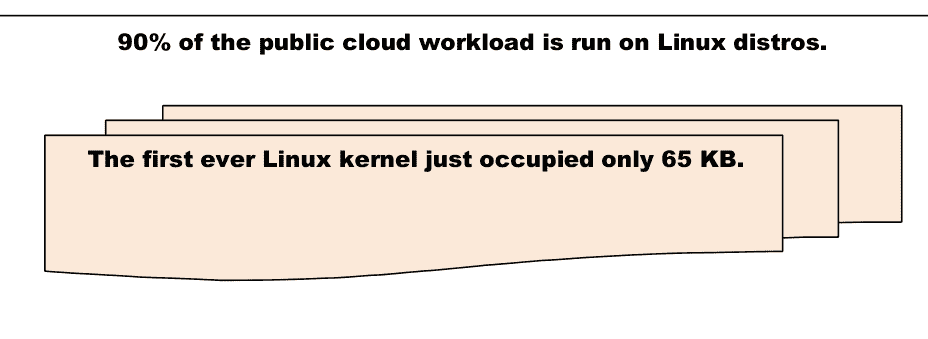 90% of the public cloud workload is run on Linux distros.
The first ever Linux kernel just occupied only 65 KB.